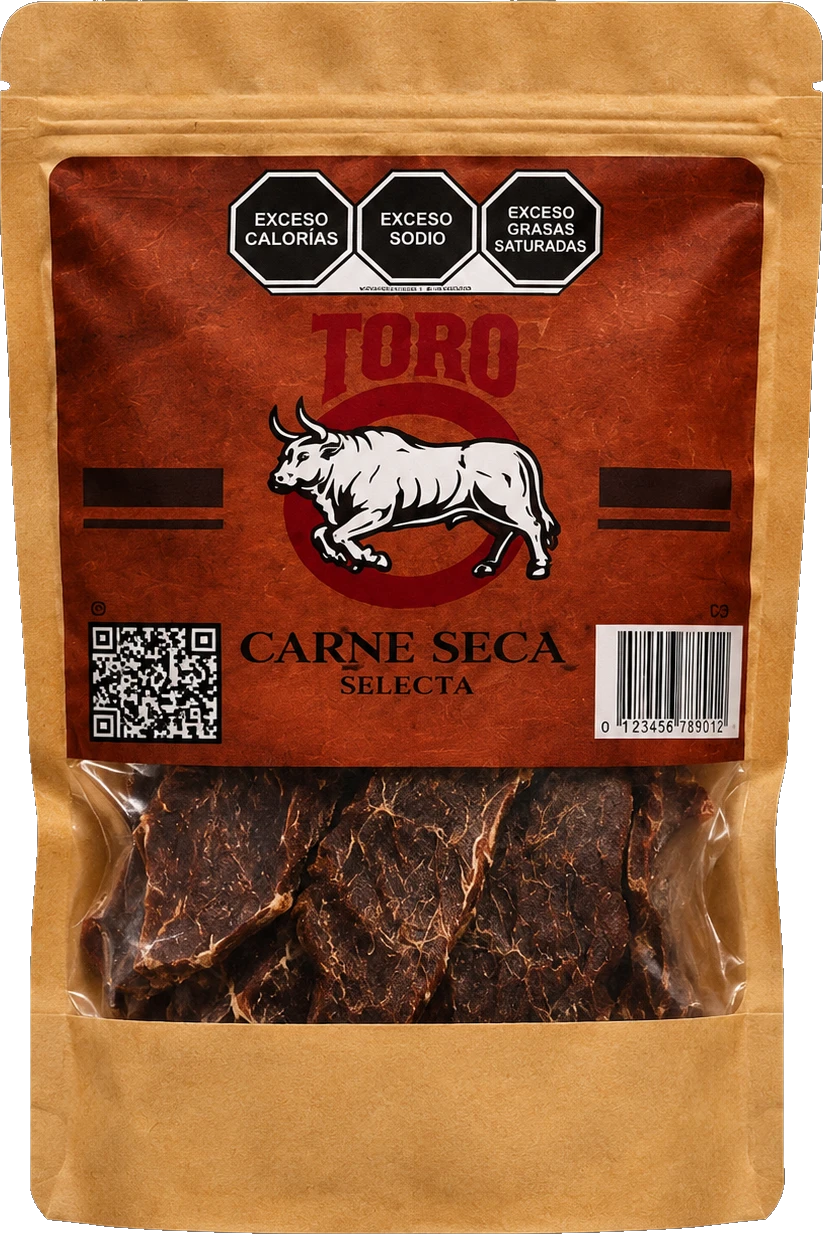 EXCESO
CALORÍAS
EXCESO
SODIO
EXCESO
GRASAS
SATURADAS
TORO
CARNE SECA
SELECTA
0 123456 789012